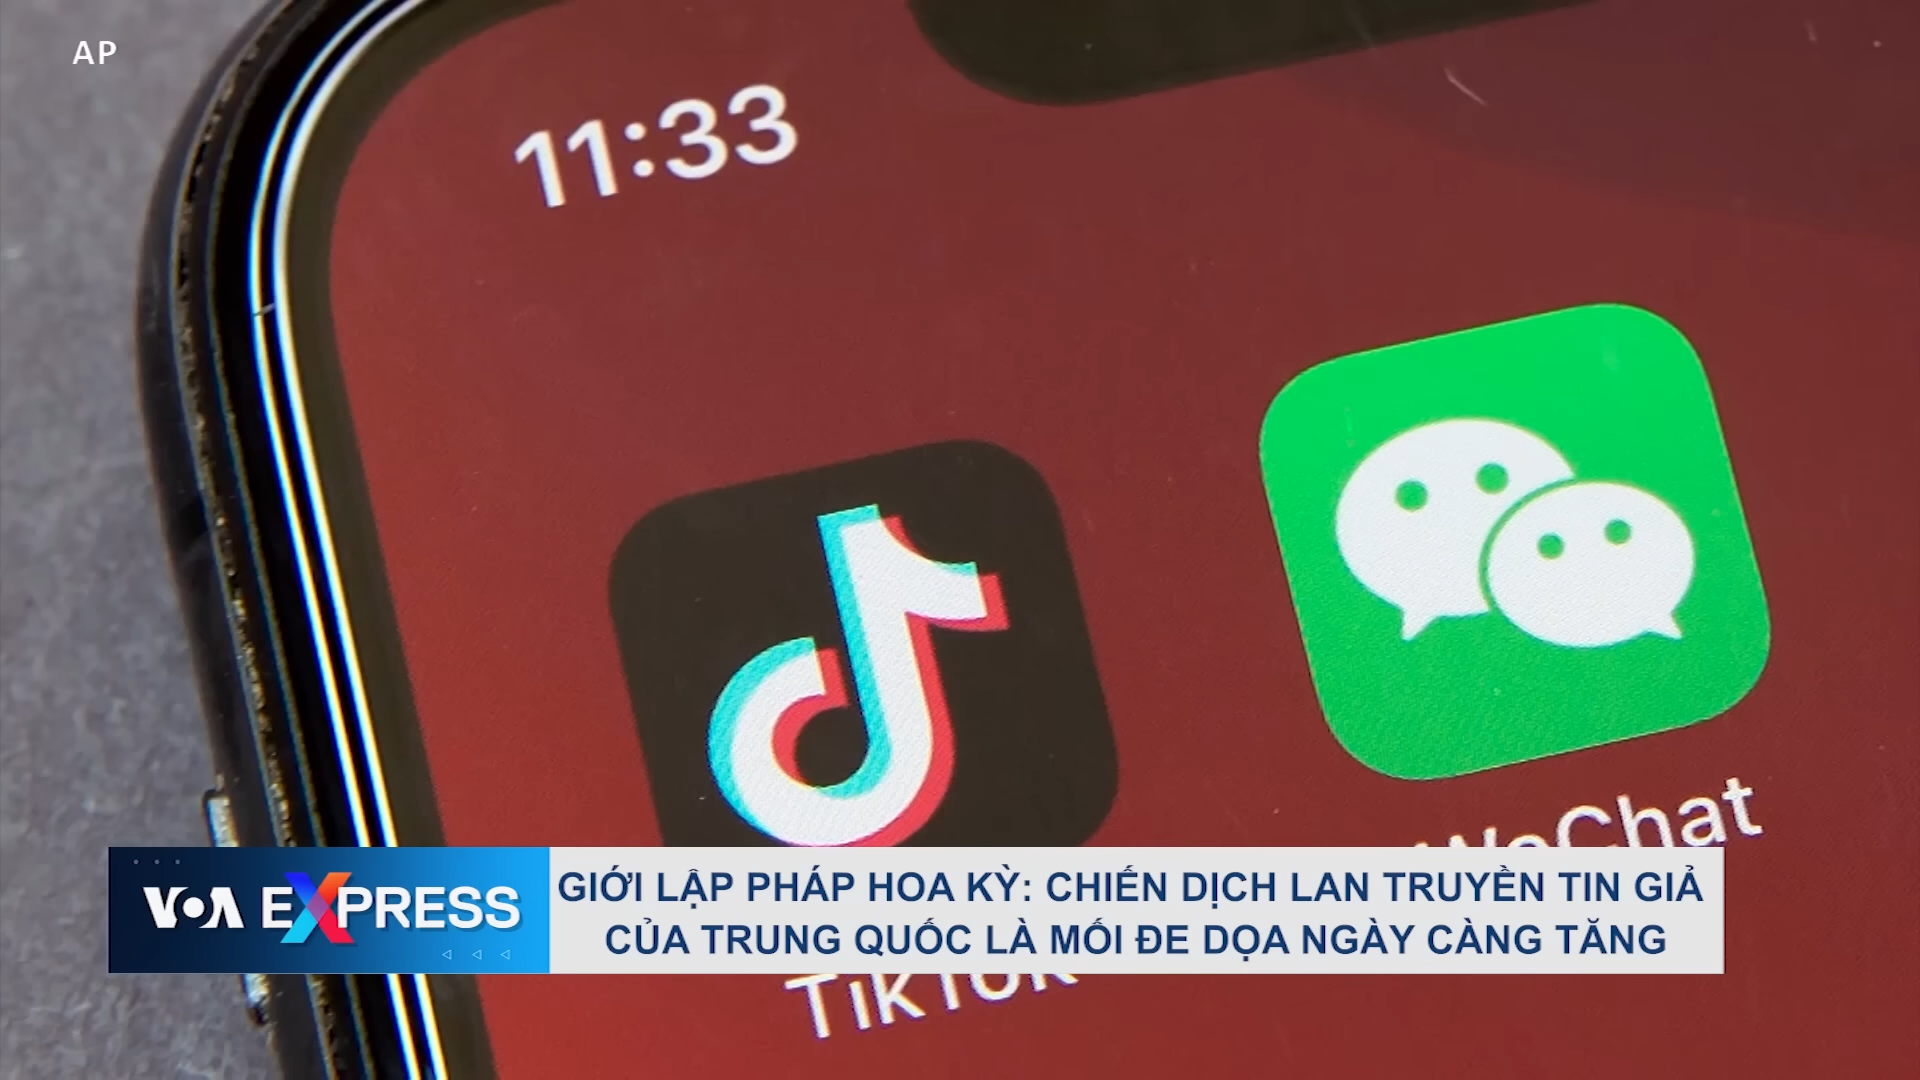 AP
11:33
WeChat
VOA EXPRESS
GIỚI LẬP PHÁP HOA KỲ: CHIẾN DỊCH LAN TRUYỀN TIN GIẢ
CỦA TRUNG QUỐC LÀ MỐI ĐE DỌA NGÀY CÀNG TĂNG
TikTok